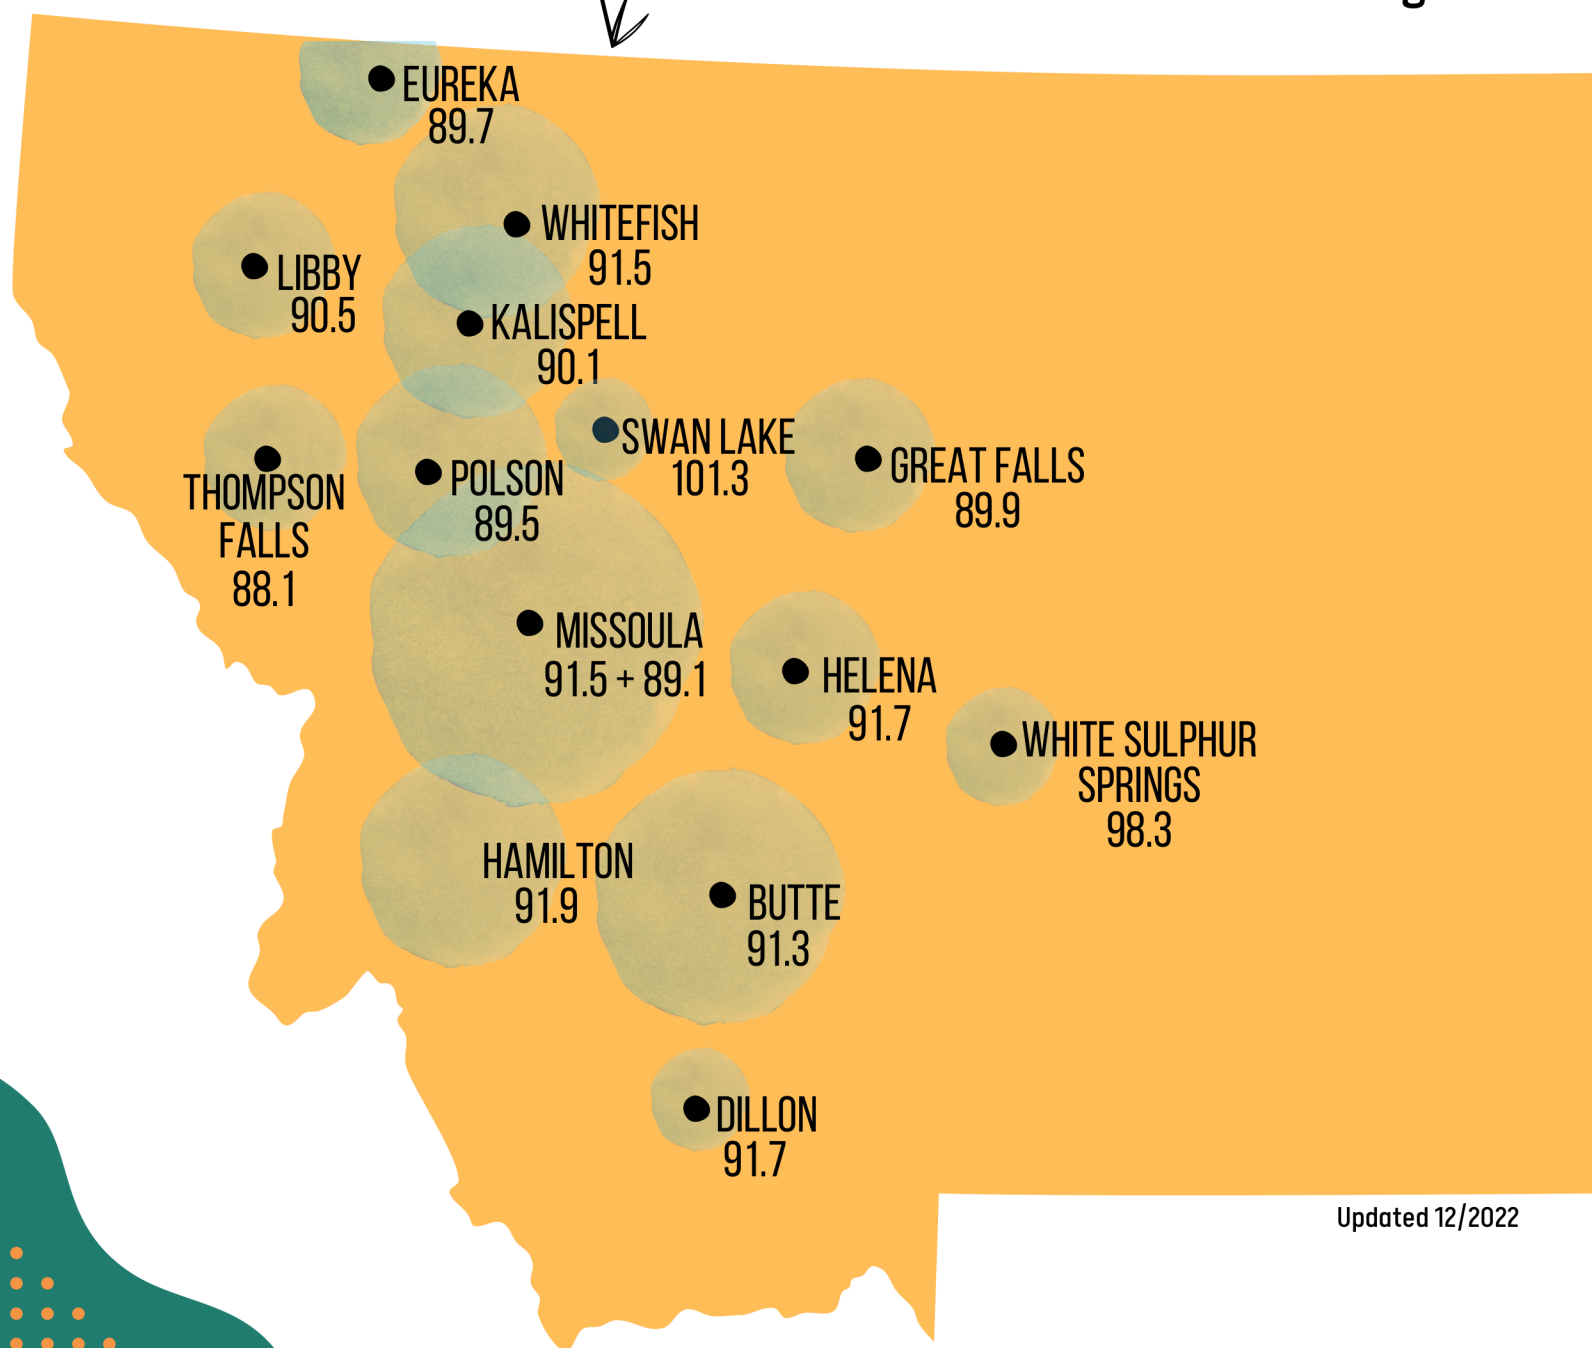 EUREKA
89.7
WHITEFISH
91.5
LIBBY
90.5
KALISPELL
90.1
SWAN LAKE
101.3
GREAT FALLS
89.9
THOMPSON
FALLS
88.1
POLSON
89.5
MISSOULA
91.5 + 89.1
HELENA
91.7
WHITE SULPHUR
SPRINGS
98.3
HAMILTON
91.9
BUTTE
91.3
DILLON
91.7
Updated 12/2022